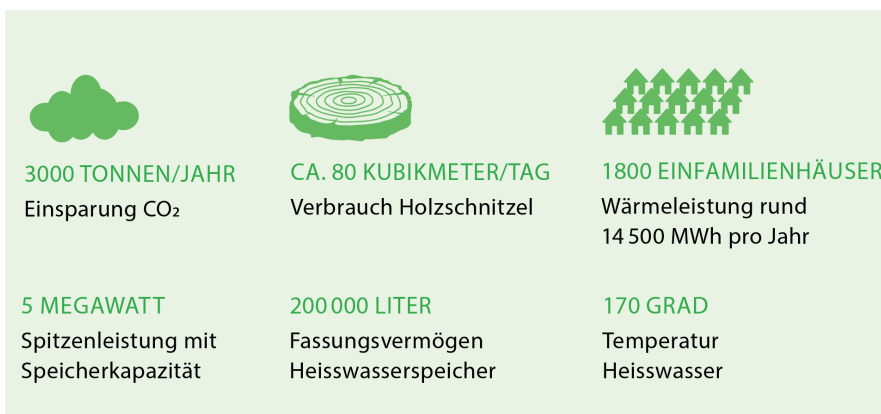 3000 TONNEN/JAHR
Einsparung CO₂
CA. 80 KUBIKMETER/TAG
Verbrauch Holzschnitzel
1800 EINFAMILIENHÄUSER
Wärmeleistung rund
14 500 MWh pro Jahr
5 MEGAWATT
Spitzenleistung mit
Speicherkapazität
200 000 LITER
Fassungsvermögen
Heisswasserspeicher
170 GRAD
Temperatur
Heisswasser